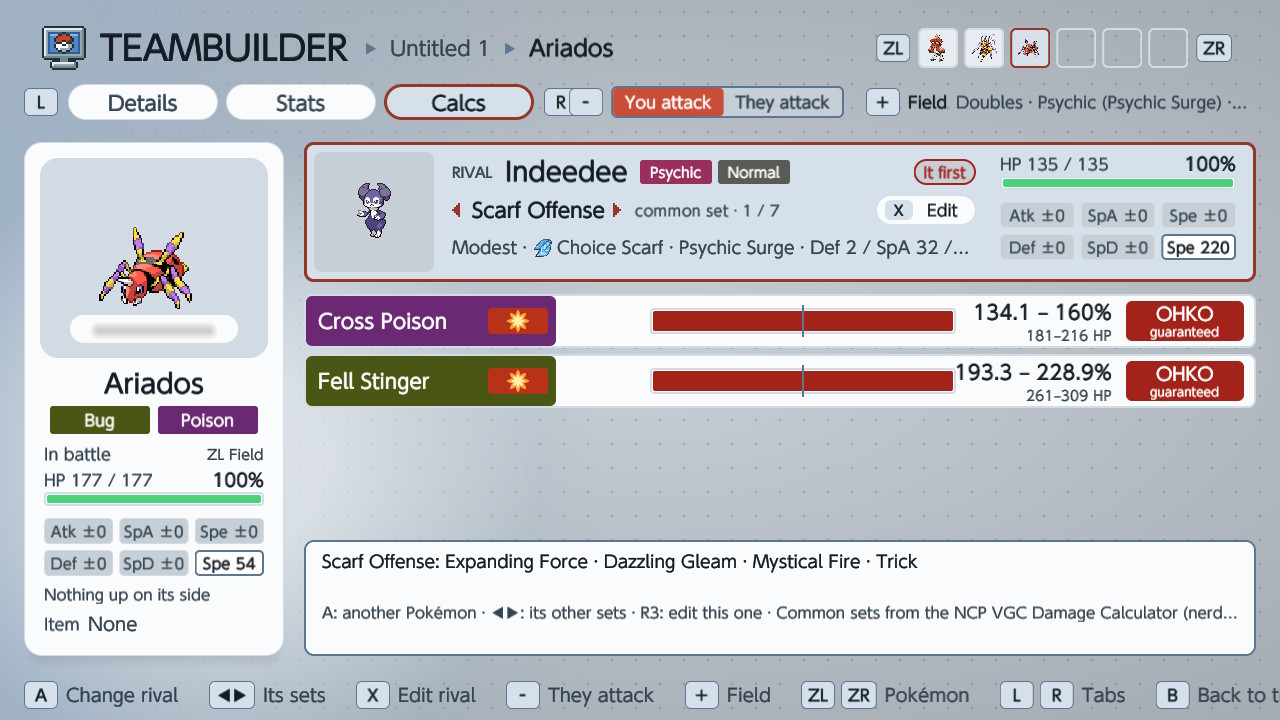 TEAMBUILDER ▸ Untitled 1 ▸ Ariados ZL ZR
L Details Stats Calcs R - You attack They attack + Field Doubles · Psychic (Psychic Surge) ·...
RIVAL Indeedee Psychic Normal It first HP 135 / 135 100%
◀ Scarf Offense ▶ common set · 1 / 7 X Edit Atk ±0 SpA ±0 Spe ±0
Modest · Choice Scarf · Psychic Surge · Def 2 / SpA 32 /... Def ±0 SpD ±0 Spe 220
Cross Poison 134.1 – 160% OHKO
181–216 HP guaranteed
Fell Stinger 193.3 – 228.9% OHKO
261–309 HP guaranteed
Ariados
Bug Poison
In battle ZL Field
HP 177 / 177 100%
Atk ±0 SpA ±0 Spe ±0
Def ±0 SpD ±0 Spe 54
Nothing up on its side
Item None
Scarf Offense: Expanding Force · Dazzling Gleam · Mystical Fire · Trick
A: another Pokémon · ◀▶: its other sets · R3: edit this one · Common sets from the NCP VGC Damage Calculator (nerd...
A Change rival ◀▶ Its sets X Edit rival - They attack + Field ZL ZR Pokémon L R Tabs B Back to t